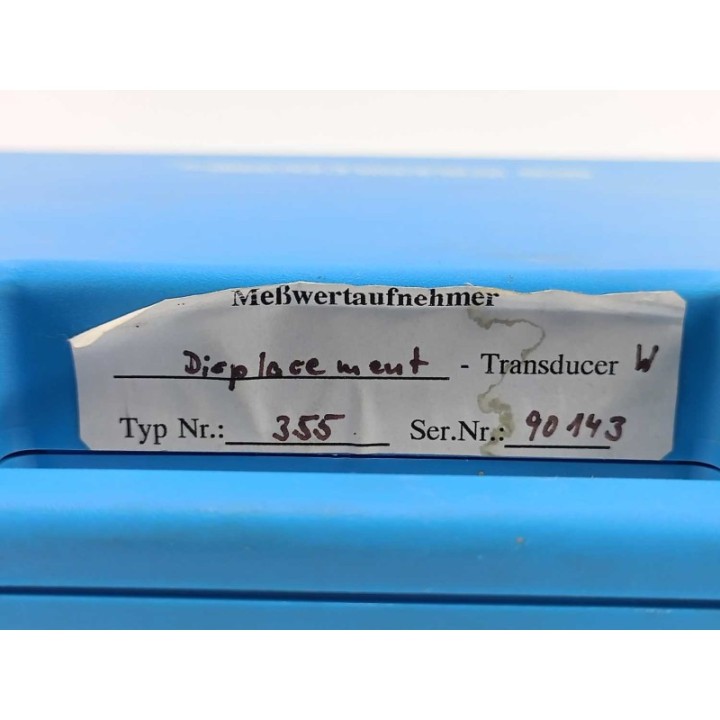 Meßwertaufnehmer
Displacement - Transducer W
Typ Nr.: 355 Ser.Nr.: 90143